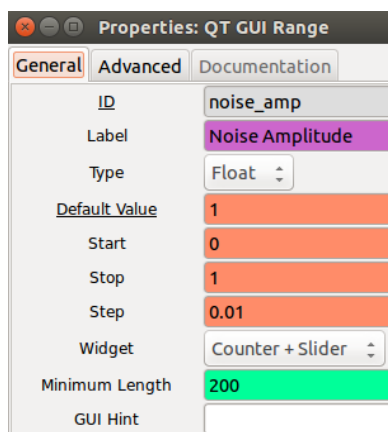 Properties: QT GUI Range
General Advanced Documentation
ID noise_amp
Label Noise Amplitude
Type Float
Default Value 1
Start 0
Stop 1
Step 0.01
Widget Counter + Slider
Minimum Length 200
GUI Hint